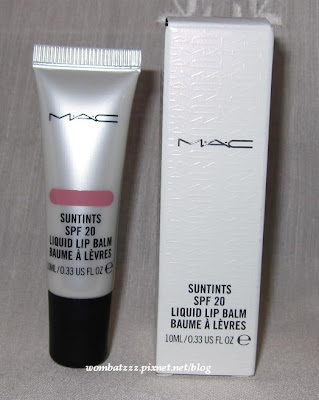 MAC
SUNTINTS
SPF 20
LIQUID LIP BALM
BAUME À LÈVRES
10ML/0.33 US FL OZ e
MAC
SUNTINTS
SPF 20
LIQUID LIP BALM
BAUME À LÈVRES
10ML/0.33 US FL OZ e
wombatzzz.pixnet.net/blog